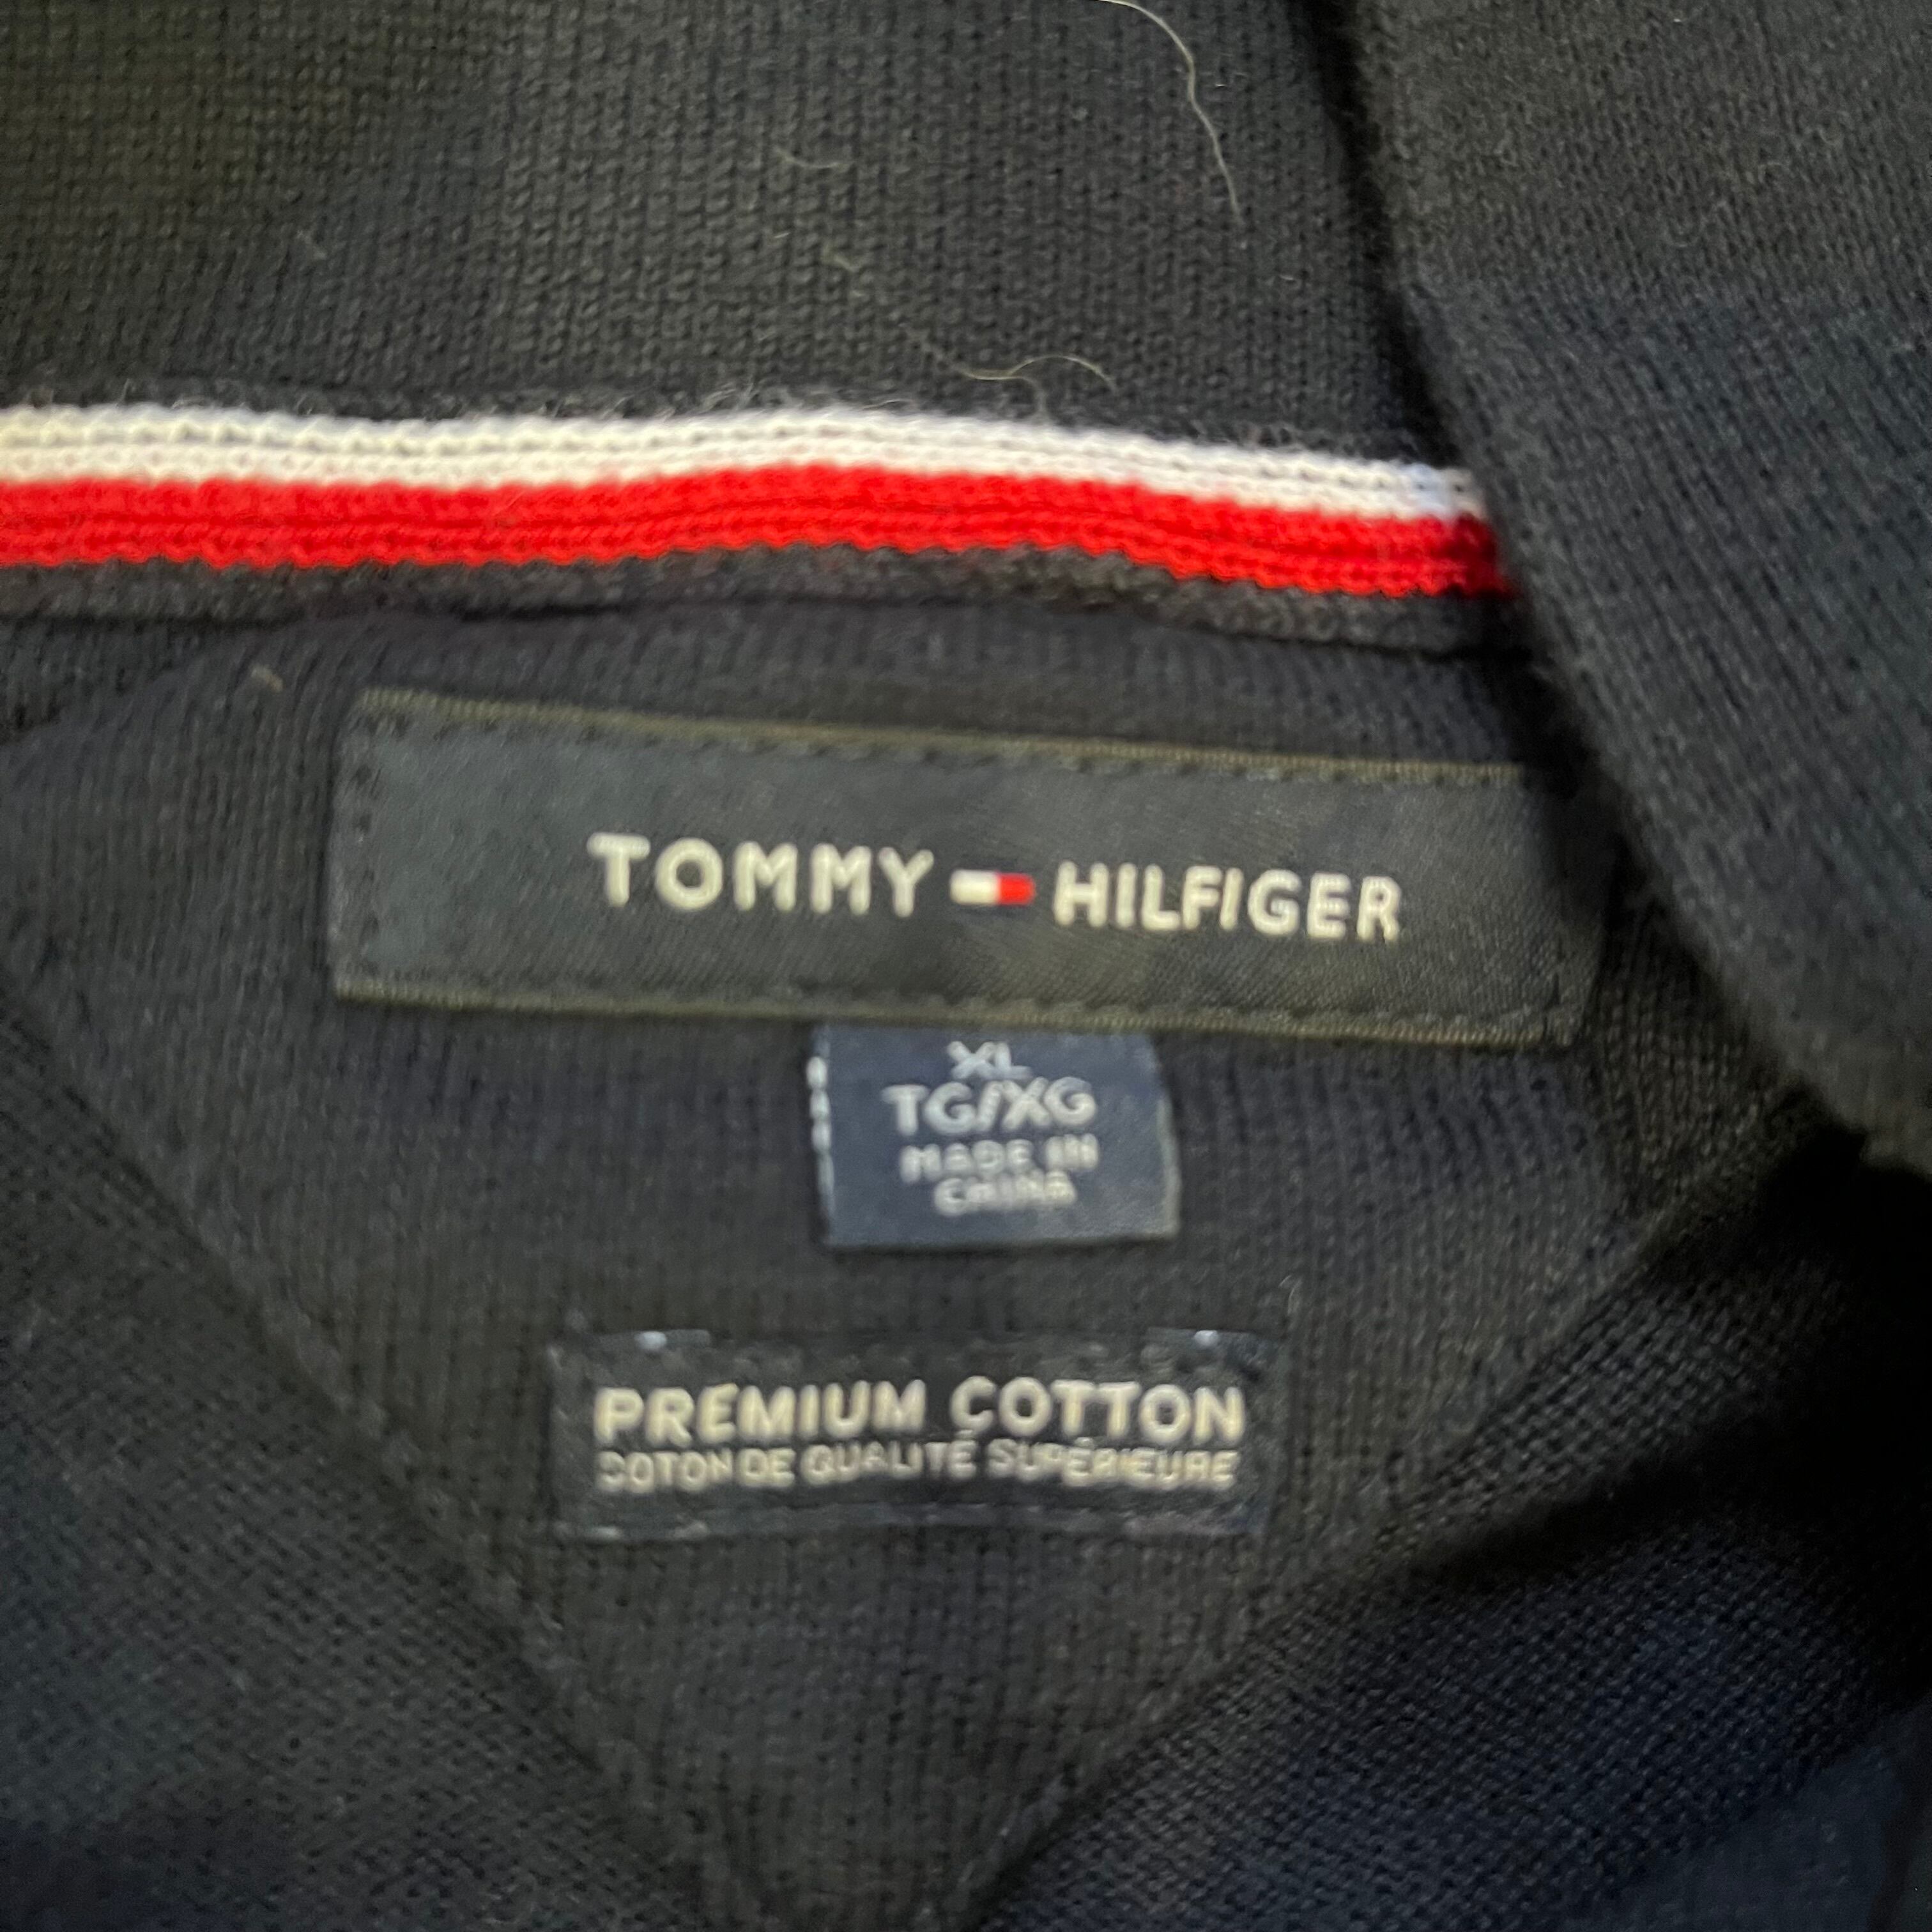 TOMMY HILFIGER
XL
TG/XG
MADE IN
CHINA
PREMIUM COTTON
COTON DE QUALITÉ SUPÉRIEURE